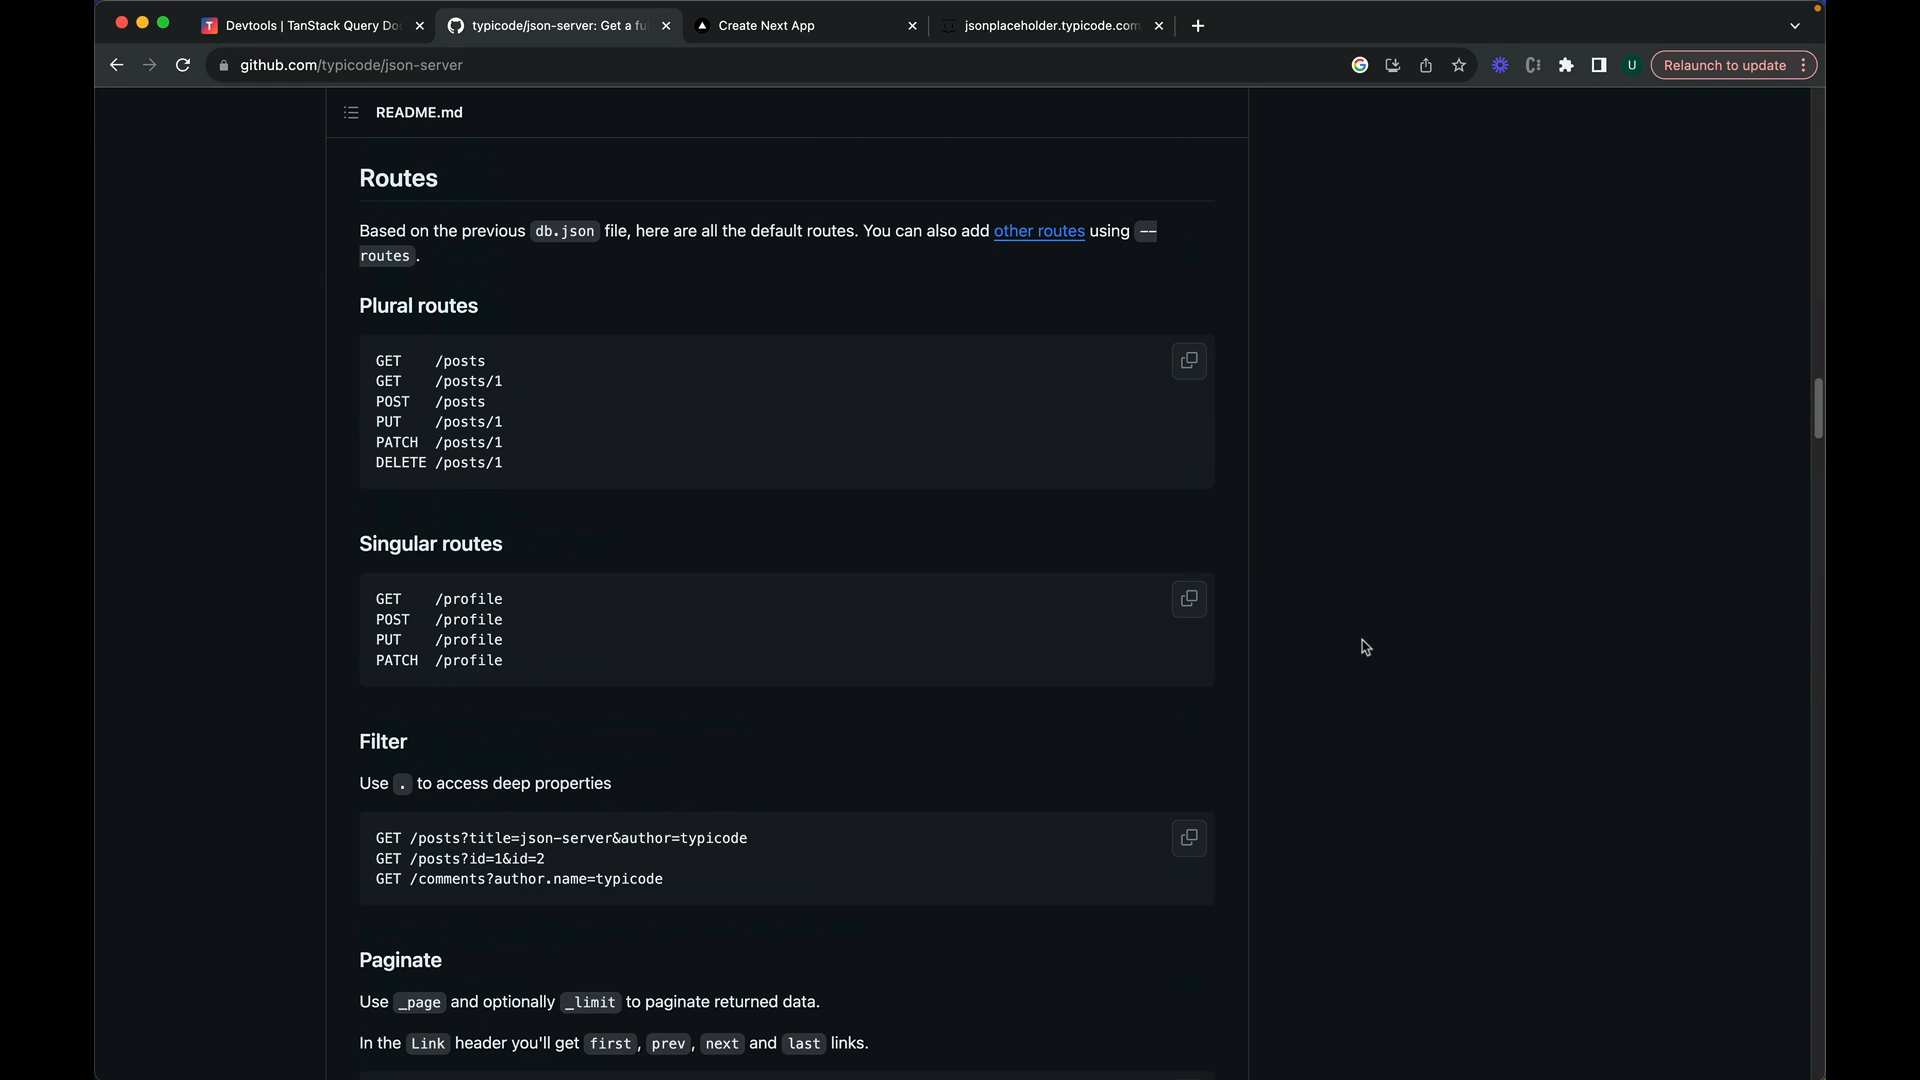 Devtools | TanStack Query Do
typicode/json-server: Get a fu
Create Next App
jsonplaceholder.typicode.com
github.com/typicode/json-server
U
Relaunch to update
README.md
Routes
Based on the previous db.json file, here are all the default routes. You can also add other routes using --
routes.
Plural routes
GET /posts
GET /posts/1
POST /posts
PUT /posts/1
PATCH /posts/1
DELETE /posts/1
Singular routes
GET /profile
POST /profile
PUT /profile
PATCH /profile
Filter
Use . to access deep properties
GET /posts?title=json-server&author=typicode
GET /posts?id=1&id=2
GET /comments?author.name=typicode
Paginate
Use _page and optionally _limit to paginate returned data.
In the Link header you'll get first, prev, next and last links.